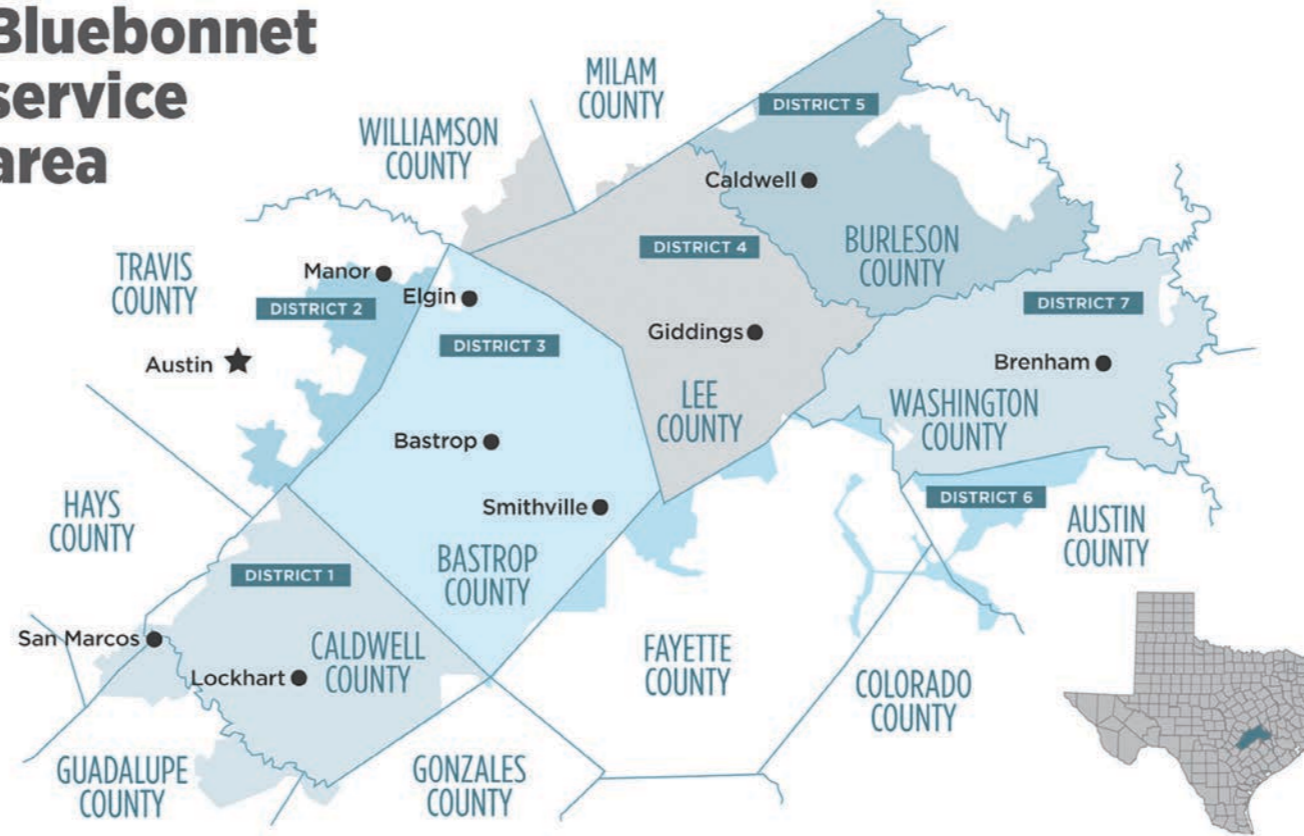 Bluebonnet
service
area
MILAM
COUNTY
DISTRICT 5
WILLIAMSON
COUNTY
Caldwell
BURLESON
COUNTY
DISTRICT 4
TRAVIS
COUNTY
Manor
DISTRICT 2
Elgin
DISTRICT 3
DISTRICT 7
Giddings
Austin
Brenham
LEE
COUNTY
WASHINGTON
COUNTY
Bastrop
HAYS
COUNTY
Smithville
DISTRICT 6
AUSTIN
COUNTY
BASTROP
COUNTY
DISTRICT 1
San Marcos
CALDWELL
COUNTY
Lockhart
FAYETTE
COUNTY
COLORADO
COUNTY
GUADALUPE
COUNTY
GONZALES
COUNTY